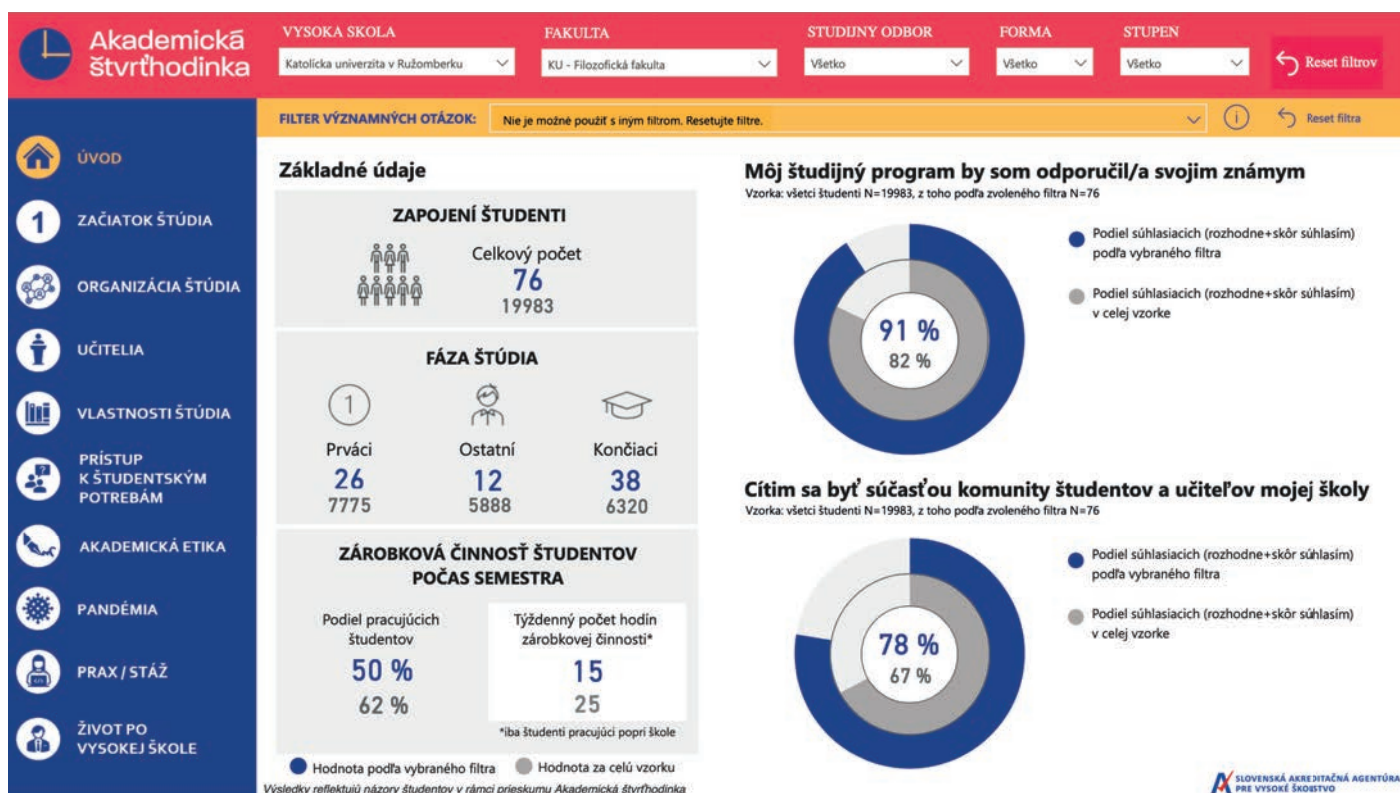 Akademická
štvrťhodinka
VYSOKÁ ŠKOLA
Katolícka univerzita v Ružomberku
FAKULTA
KU - Filozofická fakulta
STUDIJNY ODBOR
Všetko
FORMA
Všetko
STUPEN
Všetko
Reset filtrov
FILTER VÝZNAMNÝCH OTÁZOK:
Nie je možné použiť s iným filtrom. Resetujte filtre.
i
Reset filtra
ÚVOD
1
ZAČIATOK ŠTÚDIA
ORGANIZÁCIA ŠTÚDIA
UČITELIA
VLASTNOSTI ŠTÚDIA
PRÍSTUP
K ŠTUDENTSKÝM
POTREBÁM
AKADEMICKÁ ETIKA
PANDÉMIA
PRAX / STÁŽ
ŽIVOT PO
VYSOKEJ ŠKOLE
Základné údaje
ZAPOJENÍ ŠTUDENTI
Celkový počet
76
19983
FÁZA ŠTÚDIA
1
Prváci
26
7775
Ostatní
12
5888
Končiaci
38
6320
ZÁROBKOVÁ ČINNOSŤ ŠTUDENTOV
POČAS SEMESTRA
Podiel pracujúcich
študentov
50 %
62 %
Týždenný počet hodín
zárobkovej činnosti*
15
25
*iba študenti pracujúci popri škole
Hodnota podľa vybraného filtra
Hodnota za celú vzorku
Výsledky reflektujú názory študentov v rámci prieskumu Akademická štvrťhodinka
Môj študijný program by som odporučil/a svojim známym
Vzorka: všetci študenti N=19983, z toho podľa zvoleného filtra N=76
91 %
82 %
Podiel súhlasiacich (rozhodne+skôr súhlasím)
podľa vybraného filtra
Podiel súhlasiacich (rozhodne+skôr súhlasím)
v celej vzorke
Cítim sa byť súčasťou komunity študentov a učiteľov mojej školy
Vzorka: všetci študenti N=19983, z toho podľa zvoleného filtra N=76
78 %
67 %
Podiel súhlasiacich (rozhodne+skôr súhlasím)
podľa vybraného filtra
Podiel súhlasiacich (rozhodne+skôr súhlasím)
v celej vzorke
SLOVENSKÁ AKREDITAČNÁ AGENTÚRA
PRE VYSOKÉ ŠKOLSTVO